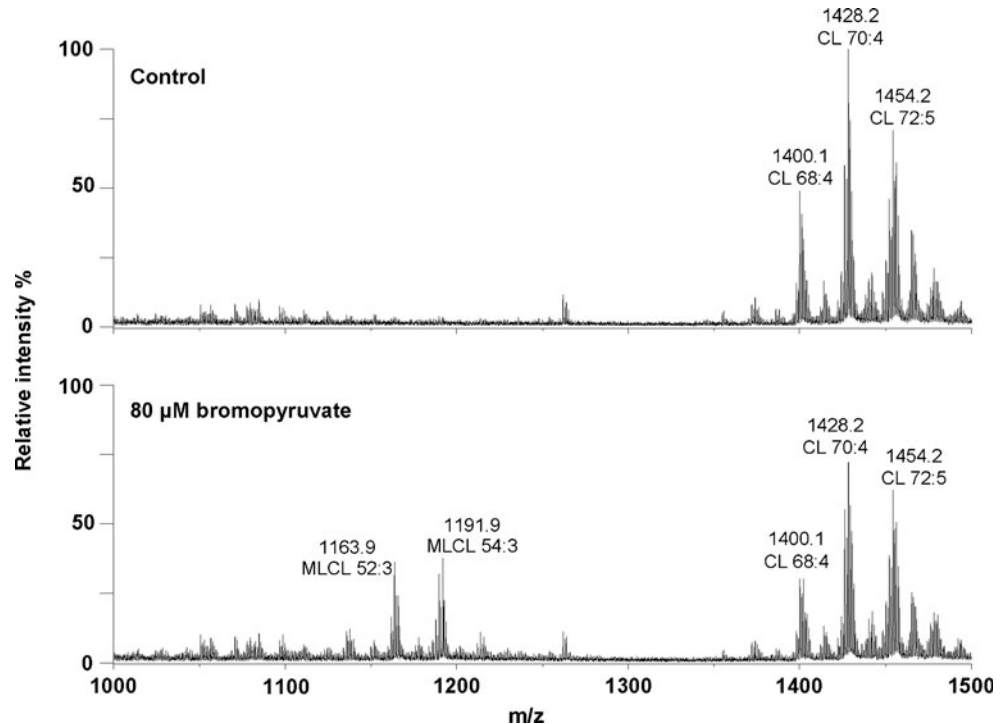 Relative intensity %
100
50
0
Control
1400.1
CL 68:4
1428.2
CL 70:4
1454.2
CL 72:5
100
50
0
80 µM bromopyruvate
1163.9
MLCL 52:3
1191.9
MLCL 54:3
1400.1
CL 68:4
1428.2
CL 70:4
1454.2
CL 72:5
1000
1100
1200
1300
1400
1500
m/z